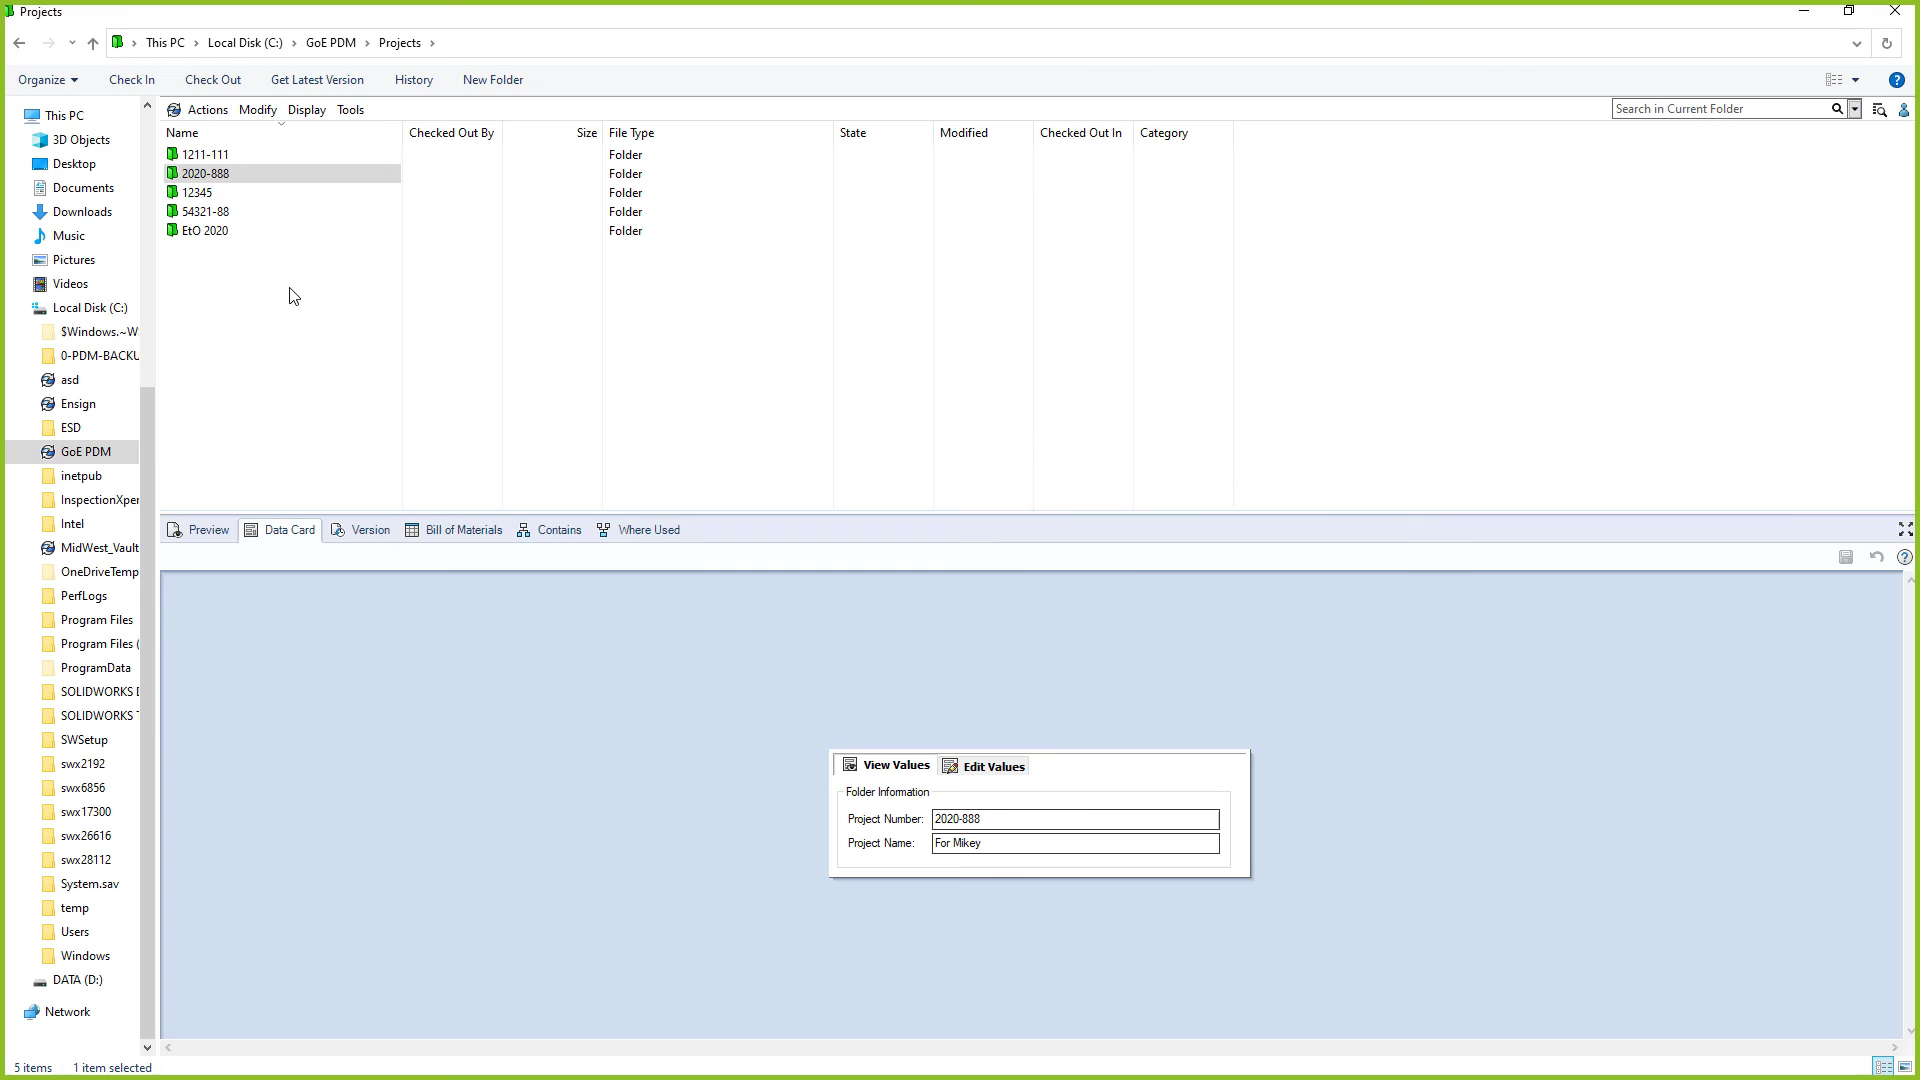 Projects
This PC > Local Disk (C:) > GoE PDM > Projects >
Organize Check In Check Out Get Latest Version History New Folder
Actions Modify Display Tools
Search in Current Folder
Name Checked Out By Size File Type State Modified Checked Out In Category
1211-111 Folder
2020-888 Folder
12345 Folder
54321-88 Folder
EtO 2020 Folder
This PC
3D Objects
Desktop
Documents
Downloads
Music
Pictures
Videos
Local Disk (C:)
$Windows.~W
0-PDM-BACKU
asd
Ensign
ESD
GoE PDM
inetpub
InspectionXper
Intel
MidWest_Vault
OneDriveTemp
PerfLogs
Program Files
Program Files (
ProgramData
SOLIDWORKS D
SOLIDWORKS T
SWSetup
swx2192
swx6856
swx17300
swx26616
swx28112
System.sav
temp
Users
Windows
DATA (D:)
Network
Preview Data Card Version Bill of Materials Contains Where Used
View Values Edit Values
Folder Information
Project Number: 2020-888
Project Name: For Mikey
5 items 1 item selected